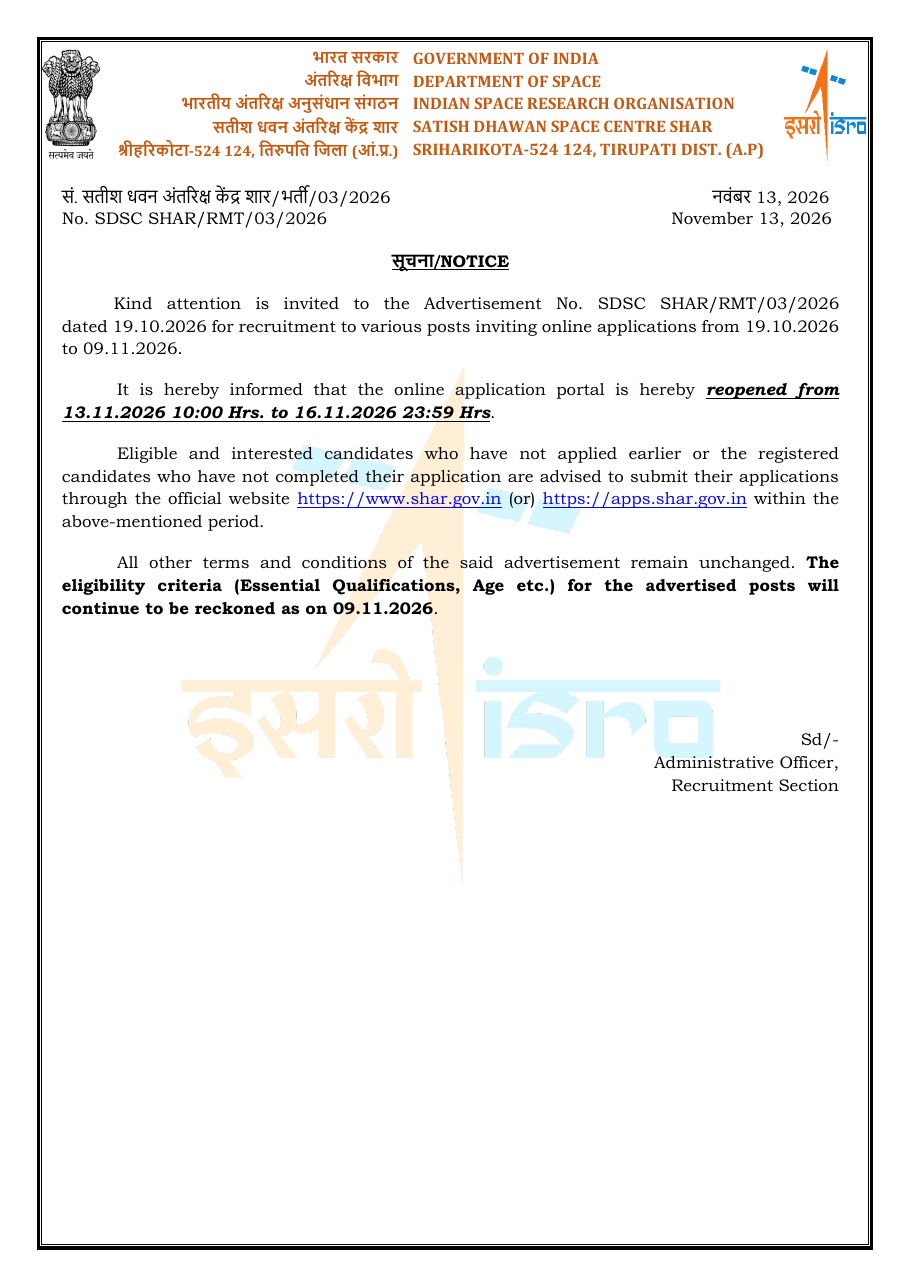 भारत सरकार GOVERNMENT OF INDIA
अंतरिक्ष विभाग DEPARTMENT OF SPACE
भारतीय अंतरिक्ष अनुसंधान संगठन INDIAN SPACE RESEARCH ORGANISATION
सतीश धवन अंतरिक्ष केंद्र शार SATISH DHAWAN SPACE CENTRE SHAR
श्रीहरिकोटा-524 124, तिरुपति जिला (आं.प्र.) SRIHARIKOTA-524 124, TIRUPATI DIST. (A.P)
सत्यमेव जयते
इसरो isro
सं. सतीश धवन अंतरिक्ष केंद्र शार/भर्ती/03/2026 नवंबर 13, 2026
No. SDSC SHAR/RMT/03/2026 November 13, 2026
सूचना/NOTICE
Kind attention is invited to the Advertisement No. SDSC SHAR/RMT/03/2026
dated 19.10.2026 for recruitment to various posts inviting online applications from 19.10.2026
to 09.11.2026.
It is hereby informed that the online application portal is hereby reopened from
13.11.2026 10:00 Hrs. to 16.11.2026 23:59 Hrs.
Eligible and interested candidates who have not applied earlier or the registered
candidates who have not completed their application are advised to submit their applications
through the official website https://www.shar.gov.in (or) https://apps.shar.gov.in within the
above-mentioned period.
All other terms and conditions of the said advertisement remain unchanged. The
eligibility criteria (Essential Qualifications, Age etc.) for the advertised posts will
continue to be reckoned as on 09.11.2026.
इसरो isro
Sd/-
Administrative Officer,
Recruitment Section